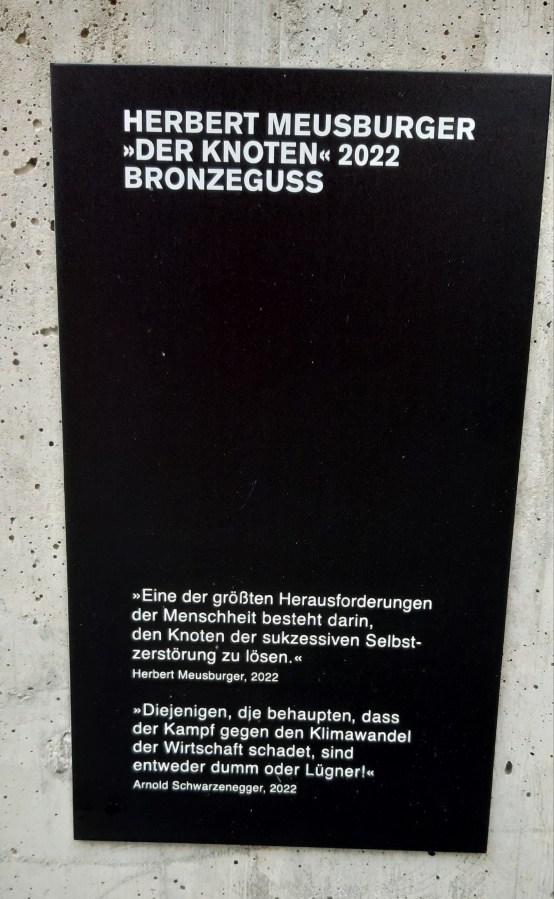 HERBERT MEUSBURGER
»DER KNOTEN« 2022
BRONZEGUSS
»Eine der größten Herausforderungen
der Menschheit besteht darin,
den Knoten der sukzessiven Selbst-
zerstörung zu lösen.«
Herbert Meusburger, 2022
»Diejenigen, die behaupten, dass
der Kampf gegen den Klimawandel
der Wirtschaft schadet, sind
entweder dumm oder Lügner!«
Arnold Schwarzenegger, 2022